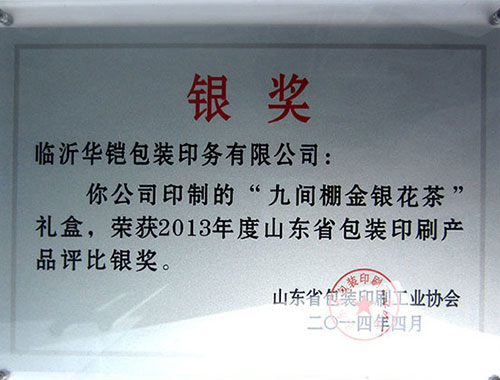 银奖
临沂华铠包装印务有限公司：
你公司印制的“九间棚金银花茶”
礼盒，荣获2013年度山东省包装印刷产
品评比银奖。
山东省包装印刷工业协会
二〇一四年四月